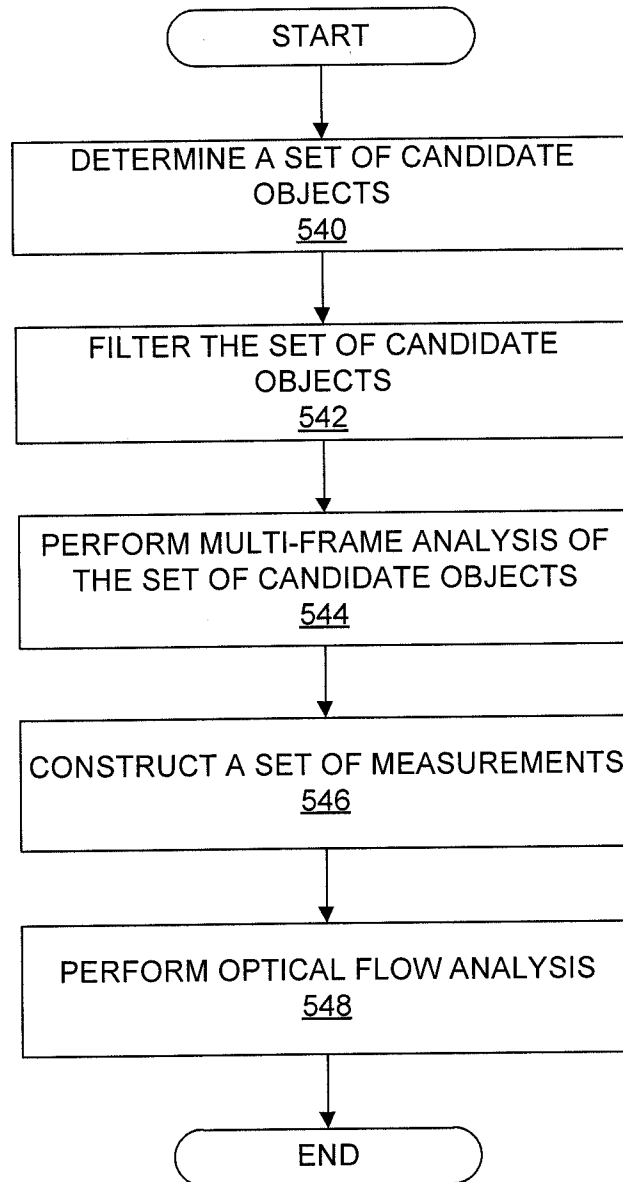 START
DETERMINE A SET OF CANDIDATE
OBJECTS
540
FILTER THE SET OF CANDIDATE
OBJECTS
542
PERFORM MULTI-FRAME ANALYSIS OF
THE SET OF CANDIDATE OBJECTS
544
CONSTRUCT A SET OF MEASUREMENTS
546
PERFORM OPTICAL FLOW ANALYSIS
548
END